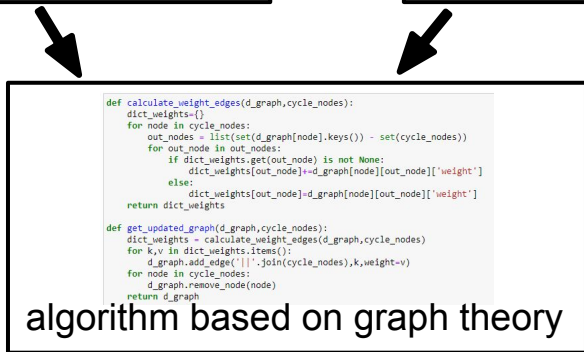 def calculate_weight_edges(d_graph,cycle_nodes):
    dict_weights={}
    for node in cycle_nodes:
        out_nodes = list(set(d_graph[node].keys()) - set(cycle_nodes))
        for out_node in out_nodes:
            if dict_weights.get(out_node) is not None:
                dict_weights[out_node]+=d_graph[node][out_node]['weight']
            else:
                dict_weights[out_node]=d_graph[node][out_node]['weight']
    return dict_weights
def get_updated_graph(d_graph,cycle_nodes):
    dict_weights = calculate_weight_edges(d_graph,cycle_nodes)
    for k,v in dict_weights.items():
        d_graph.add_edge('||'.join(cycle_nodes),k,weight=v)
    for node in cycle_nodes:
        d_graph.remove_node(node)
    return d_graph
algorithm based on graph theory